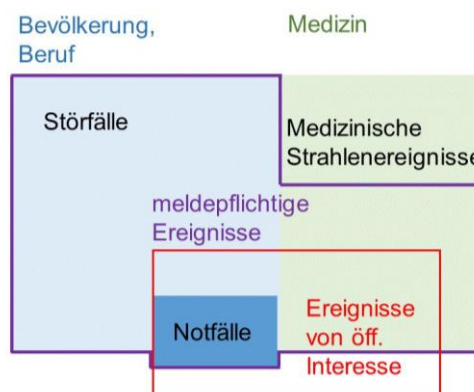 Bevölkerung,
Beruf
Medizin
Störfälle
Medizinische
Strahlenereignisse
meldepflichtige
Ereignisse
Notfälle
Ereignisse
von öff.
Interesse